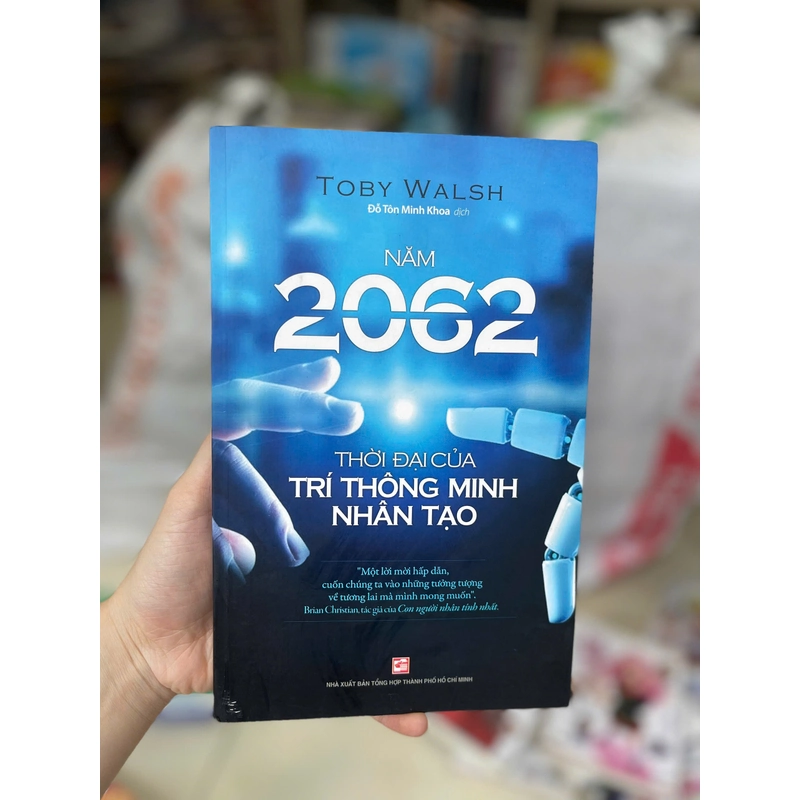 TOBY WALSH
Đỗ Tôn Minh Khoa dịch
NĂM
2062
THỜI ĐẠI CỦA
TRÍ THÔNG MINH
NHÂN TẠO
"Một lời mời hấp dẫn,
cuốn chúng ta vào những tưởng tượng
về tương lai mà mình mong muốn".
Brian Christian, tác giả của Con người nhân tính nhất.
NHÀ XUẤT BẢN TỔNG HỢP THÀNH PHỐ HỒ CHÍ MINH